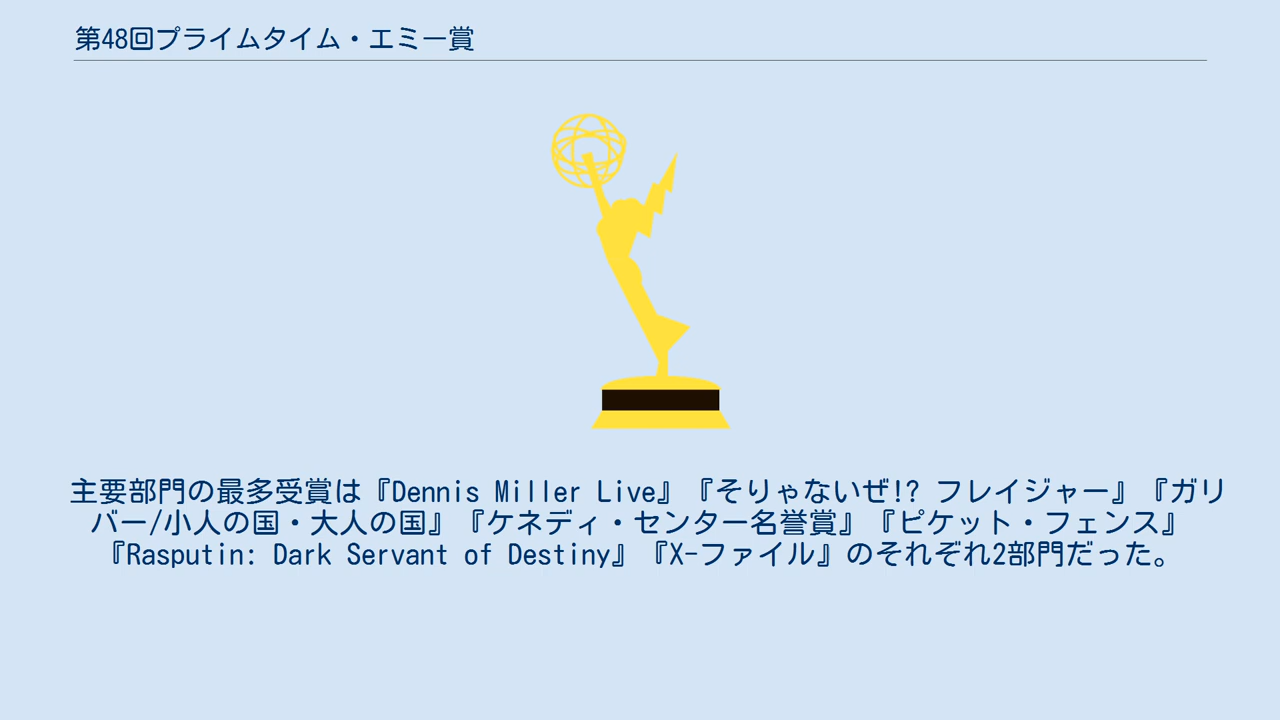 第48回プライムタイム・エミー賞
主要部門の最多受賞は『Dennis Miller Live』『そりゃないぜ!? フレイジャー』『ガリ
バー/小人の国・大人の国』『ケネディ・センター名誉賞』『ピケット・フェンス』
『Rasputin: Dark Servant of Destiny』『X-ファイル』のそれぞれ2部門だった。